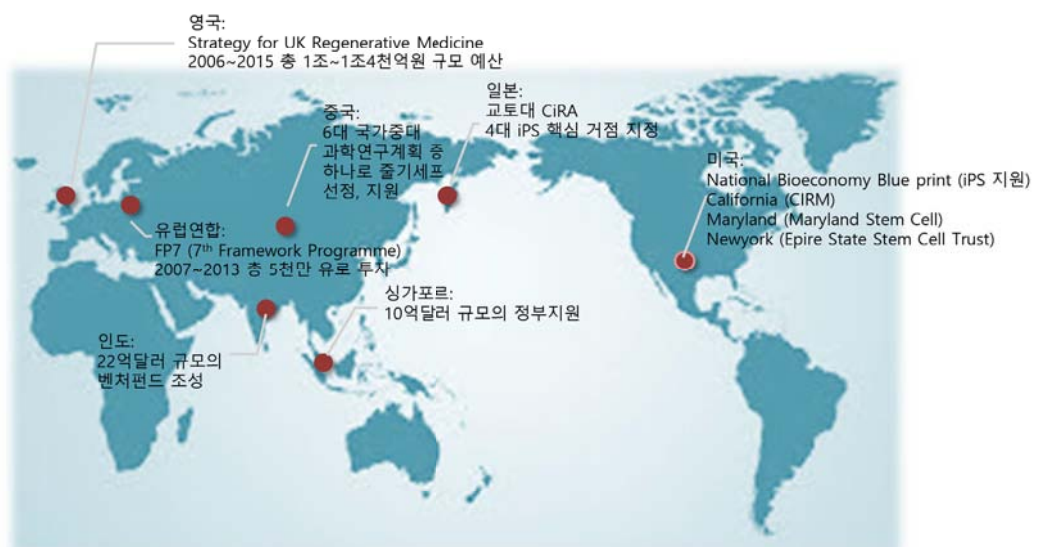 영국:
Strategy for UK Regenerative Medicine
2006~2015 총 1조~1조4천억원 규모 예산
일본:
교토대 CiRA
4대 iPS 핵심 거점 지정
중국:
6대 국가중대
과학연구계획 중
하나로 줄기세포
선정, 지원
미국:
National Bioeconomy Blue print (iPS 지원)
California (CIRM)
Maryland (Maryland Stem Cell)
Newyork (Epire State Stem Cell Trust)
유럽연합:
FP7 (7th Framework Programme)
2007~2013 총 5천만 유로 투자
싱가포르:
10억달러 규모의 정부지원
인도:
22억달러 규모의
벤처펀드 조성